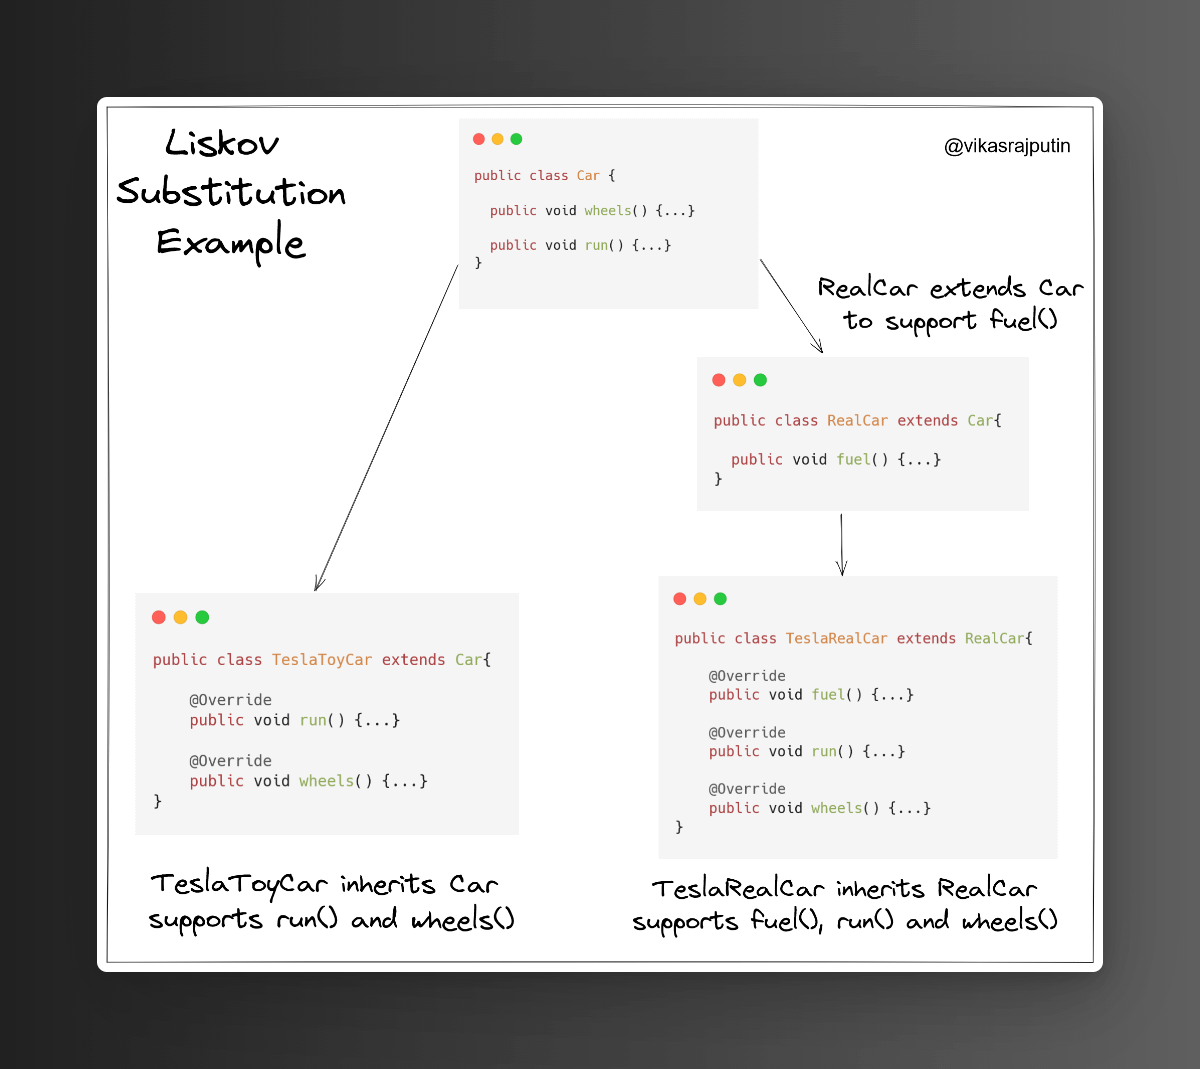 Liskov
Substitution
Example
@vikasrajputin
public class Car {
public void wheels() {...}
public void run() {...}
}
RealCar extends Car
to support fuel()
public class RealCar extends Car{
public void fuel() {...}
}
public class TeslaToyCar extends Car{
@Override
public void run() {...}
@Override
public void wheels() {...}
}
TeslaToyCar inherits Car
supports run() and wheels()
public class TeslaRealCar extends RealCar{
@Override
public void fuel() {...}
@Override
public void run() {...}
@Override
public void wheels() {...}
}
TeslaRealCar inherits RealCar
supports fuel(), run() and wheels()